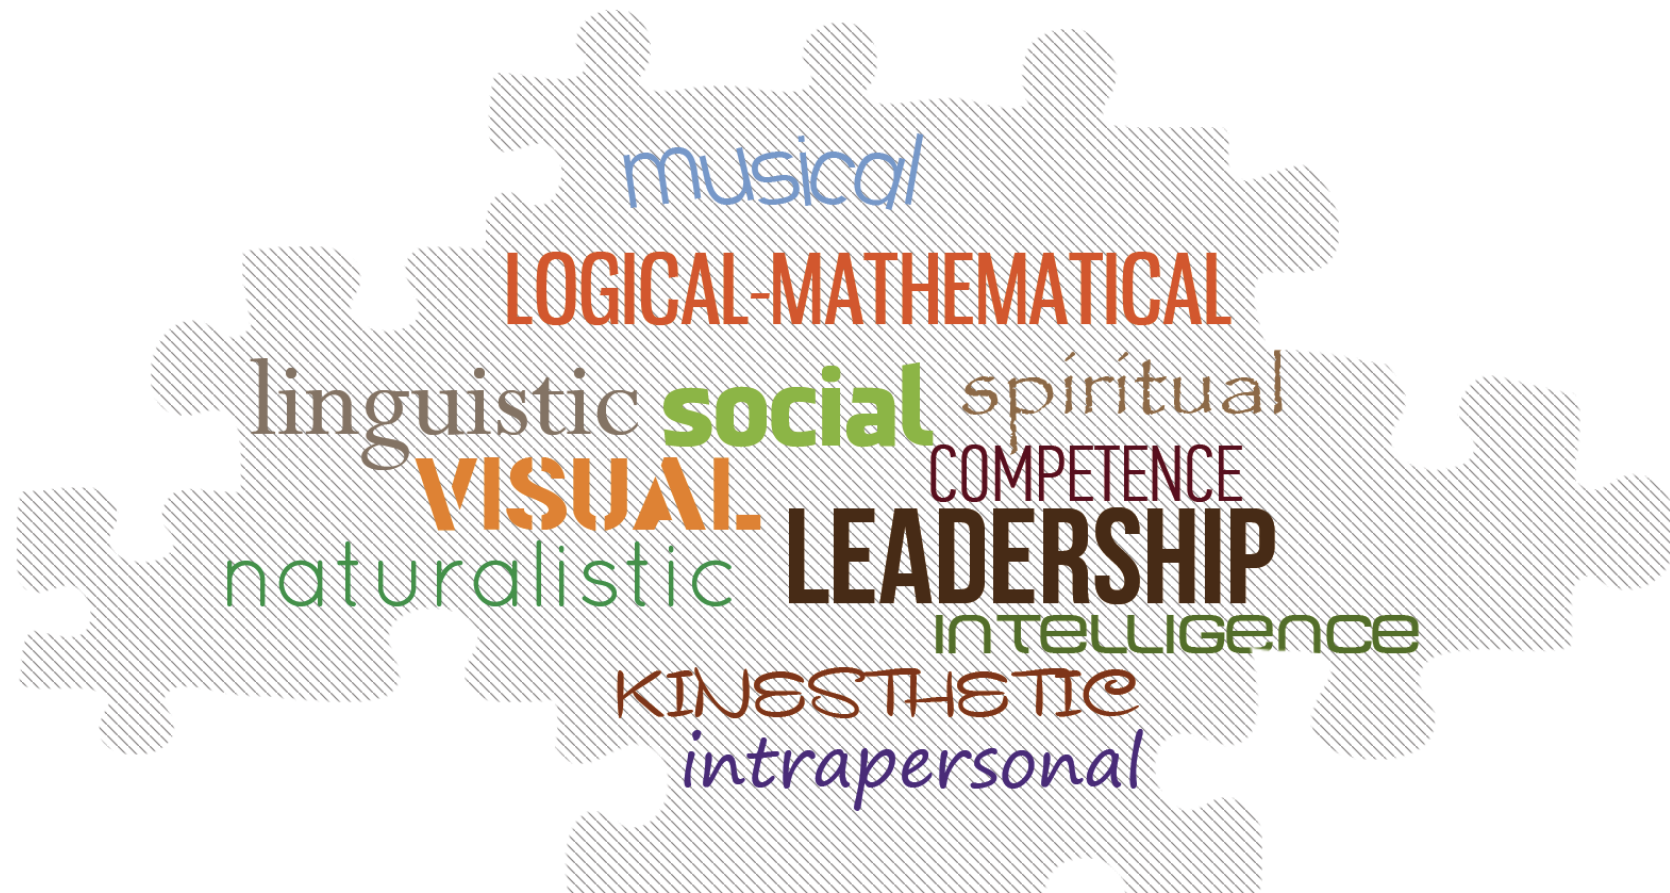 musical
LOGICAL-MATHEMATICAL
linguistic social spiritual
VISUAL COMPETENCE
naturalistic LEADERSHIP
INTELLIGENCE
KINESTHETIC
intrapersonal